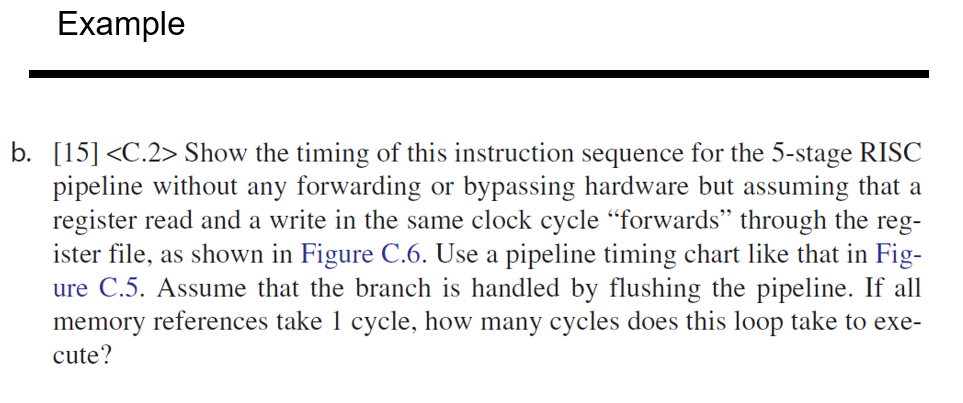 Example
b. [15] <C.2> Show the timing of this instruction sequence for the 5-stage RISC
pipeline without any forwarding or bypassing hardware but assuming that a
register read and a write in the same clock cycle “forwards” through the reg-
ister file, as shown in Figure C.6. Use a pipeline timing chart like that in Fig-
ure C.5. Assume that the branch is handled by flushing the pipeline. If all
memory references take 1 cycle, how many cycles does this loop take to exe-
cute?